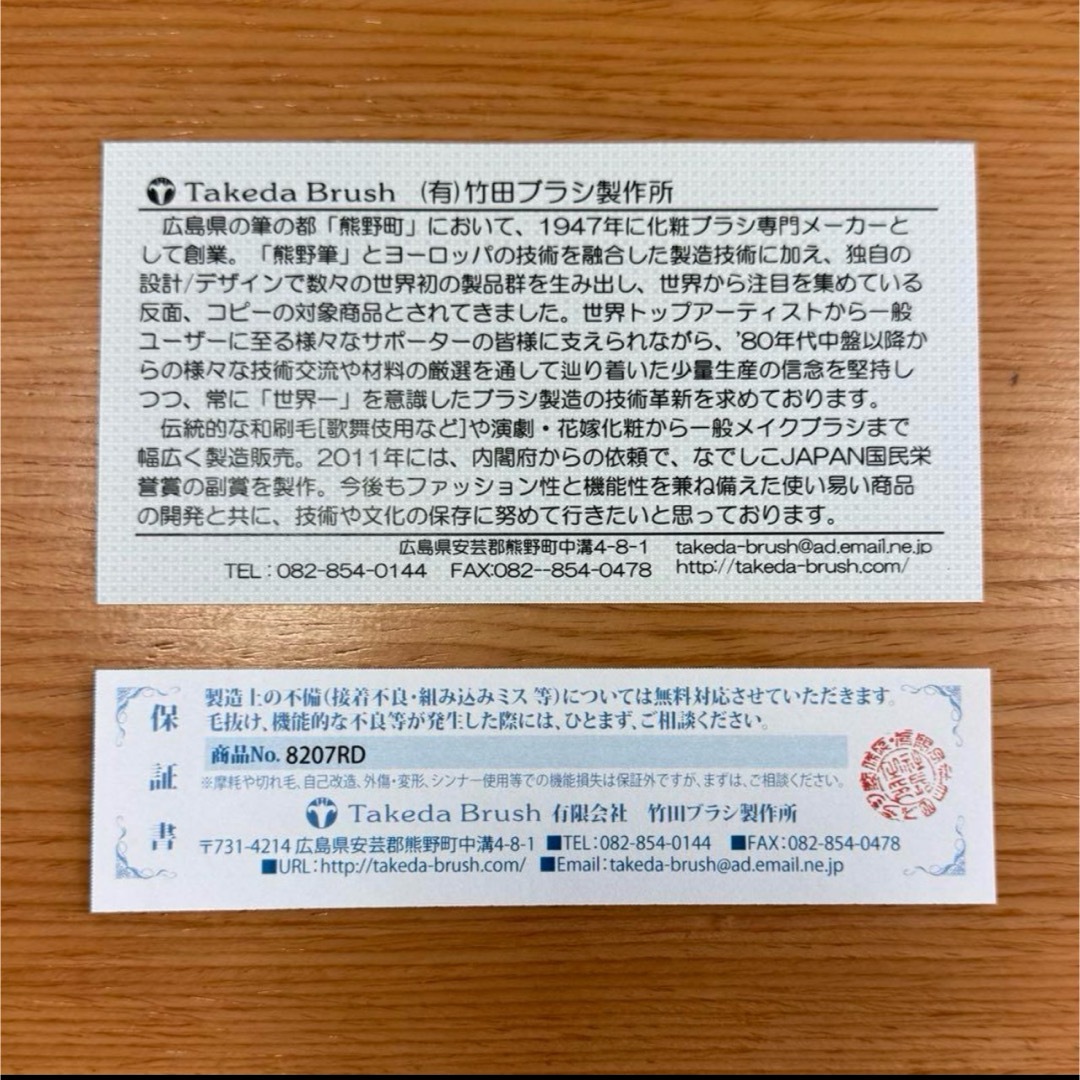 Takeda Brush (有)竹田ブラシ製作所
広島県の筆の都「熊野町」において、1947年に化粧ブラシ専門メーカーと
して創業。「熊野筆」とヨーロッパの技術を融合した製造技術に加え、独自の
設計/デザインで数々の世界初の製品群を生み出し、世界から注目を集めている
反面、コピーの対象商品とされてきました。世界トップアーティストから一般
ユーザーに至る様々なサポーターの皆様に支えられながら、'80年代中盤以降か
らの様々な技術交流や材料の厳選を通して辿り着いた少量生産の信念を堅持し
つつ、常に「世界一」を意識したブラシ製造の技術革新を求めております。
伝統的な和刷毛[歌舞伎用など]や演劇・花嫁化粧から一般メイクブラシまで
幅広く製造販売。2011年には、内閣府からの依頼で、なでしこJAPAN国民栄
誉賞の副賞を製作。今後もファッション性と機能性を兼ね備えた使い易い商品
の開発と共に、技術や文化の保存に努めて行きたいと思っております。
広島県安芸郡熊野町中溝4-8-1 takeda-brush@ad.email.ne.jp
TEL:082-854-0144 FAX:082--854-0478 http://takeda-brush.com/
保証書
製造上の不備(接着不良・組み込みミス 等)については無料対応させていただきます。
毛抜け、機能的な不良等が発生した際には、ひとまず、ご相談ください。
商品No. 8207RD
※摩耗や切れ毛、自己改造、外傷・変形、シンナー使用等での機能損失は保証外ですが、まずは、ご相談ください。
Takeda Brush 有限会社 竹田ブラシ製作所
〒731-4214 広島県安芸郡熊野町中溝4-8-1 ■TEL:082-854-0144 ■FAX:082-854-0478
■URL:http://takeda-brush.com/ ■Email:takeda-brush@ad.email.ne.jp